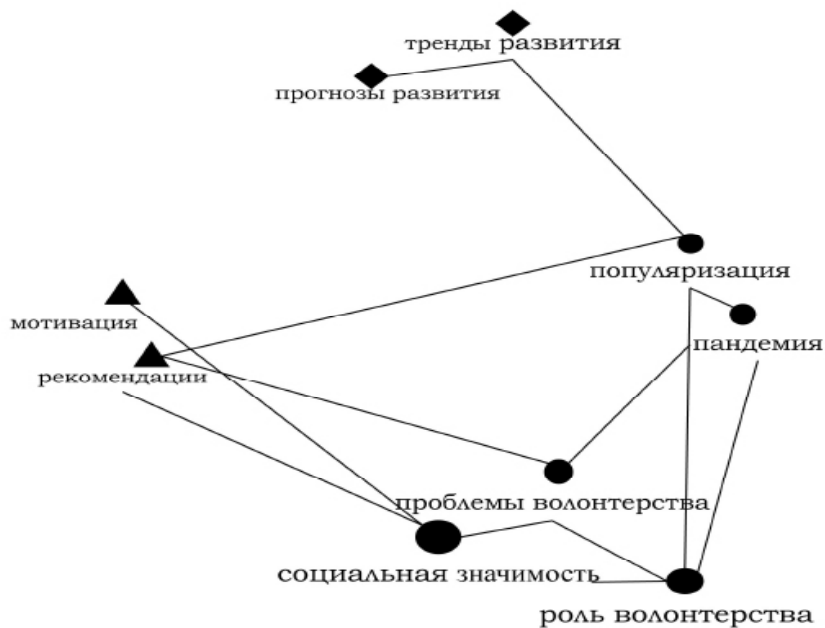 тренды развития
прогнозы развития
популяризация
мотивация
пандемия
рекомендации
проблемы волонтерства
социальная значимость
роль волонтерства